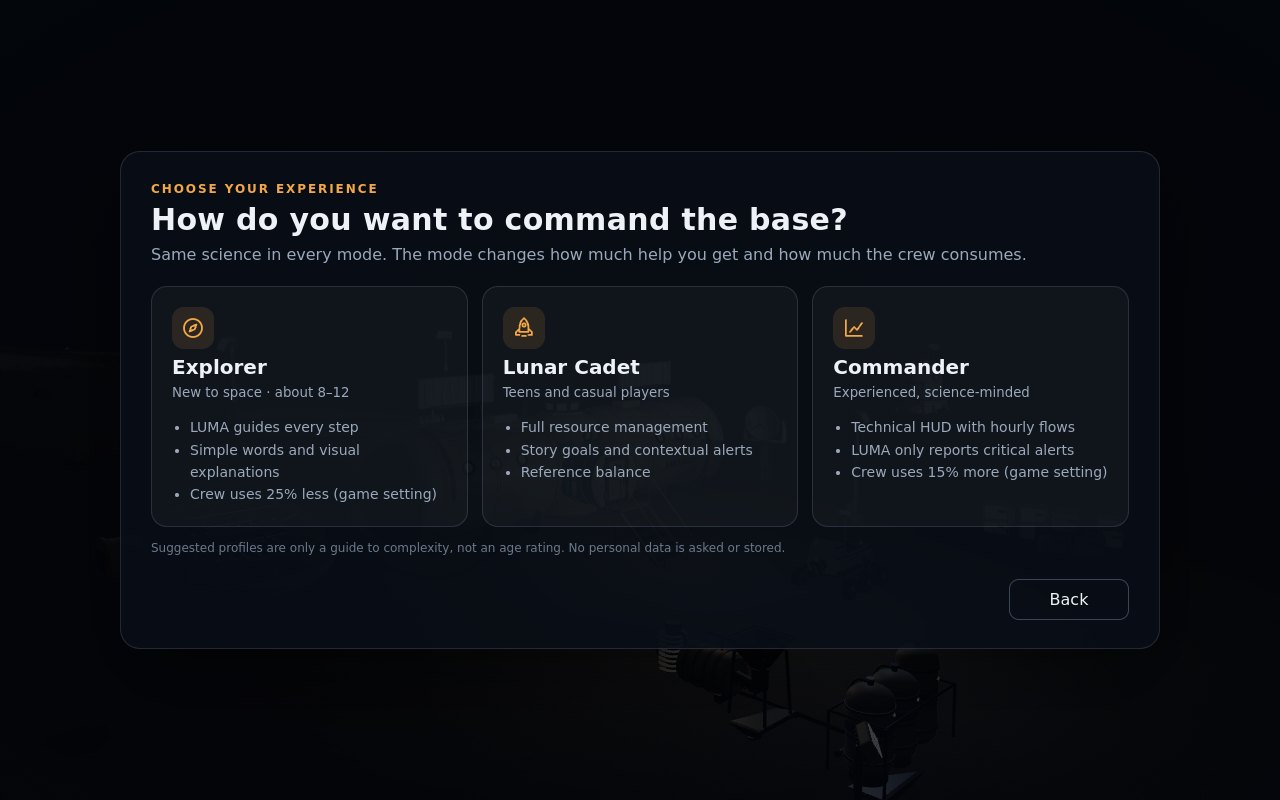 CHOOSE YOUR EXPERIENCE
How do you want to command the base?
Same science in every mode. The mode changes how much help you get and how much the crew consumes.
Explorer
New to space · about 8–12
• LUMA guides every step
• Simple words and visual
explanations
• Crew uses 25% less (game setting)
Lunar Cadet
Teens and casual players
• Full resource management
• Story goals and contextual alerts
• Reference balance
Commander
Experienced, science-minded
• Technical HUD with hourly flows
• LUMA only reports critical alerts
• Crew uses 15% more (game setting)
Suggested profiles are only a guide to complexity, not an age rating. No personal data is asked or stored.
Back